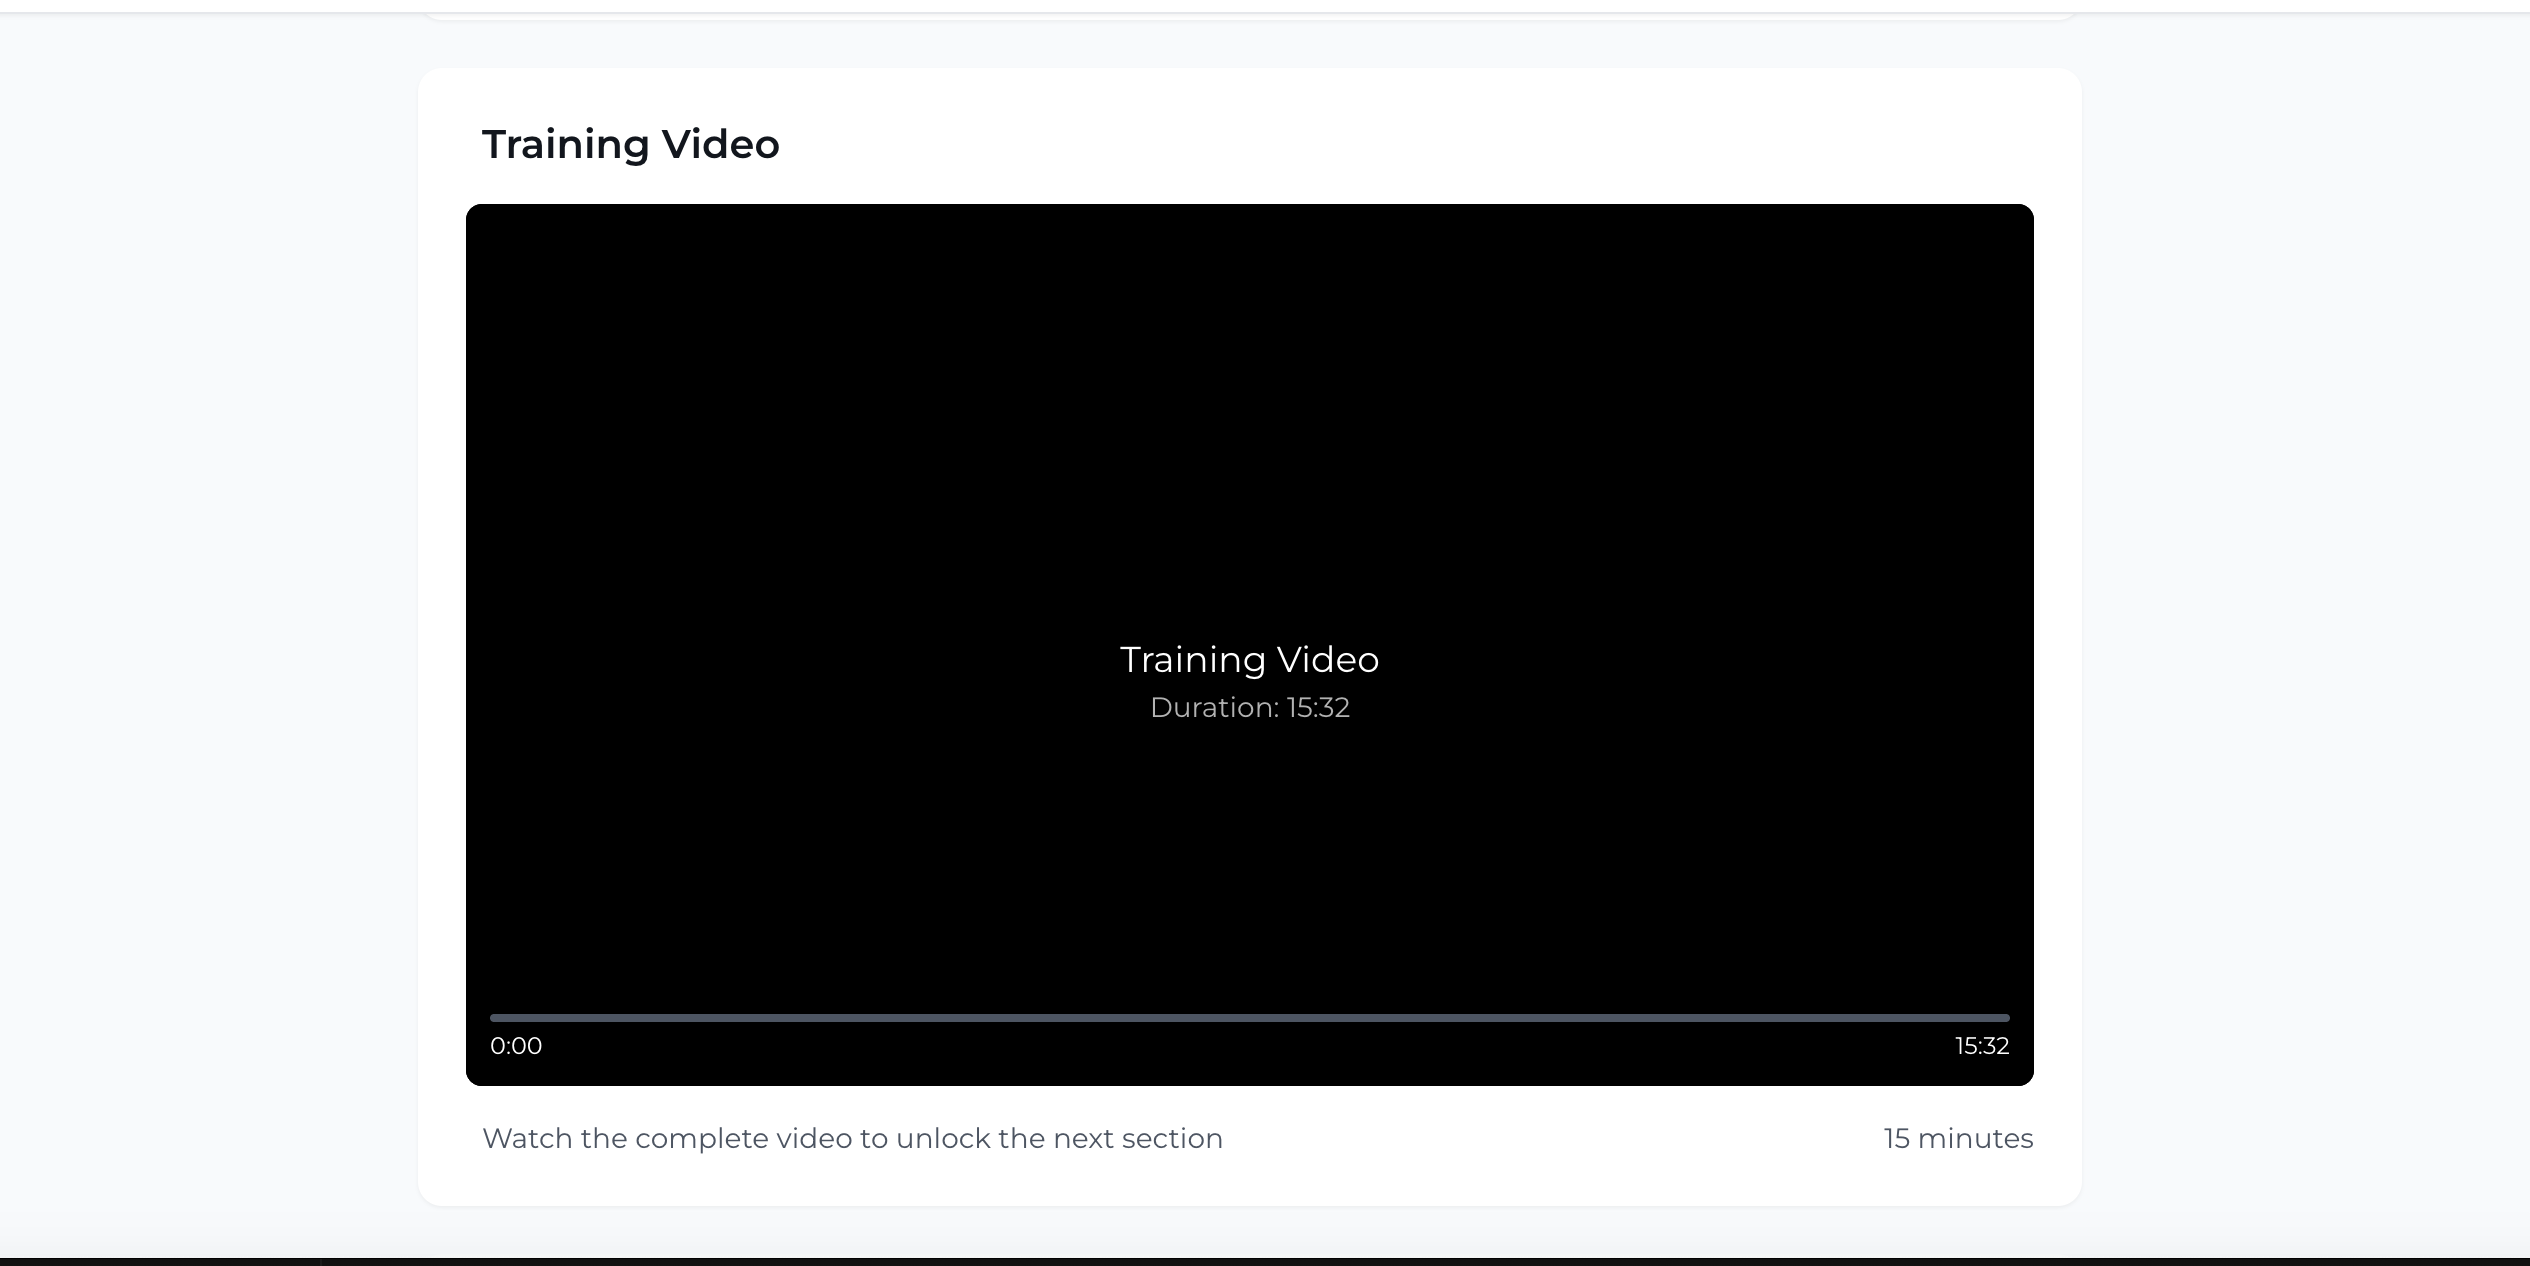 Training Video
Training Video
Duration: 15:32
0:00
15:32
Watch the complete video to unlock the next section
15 minutes